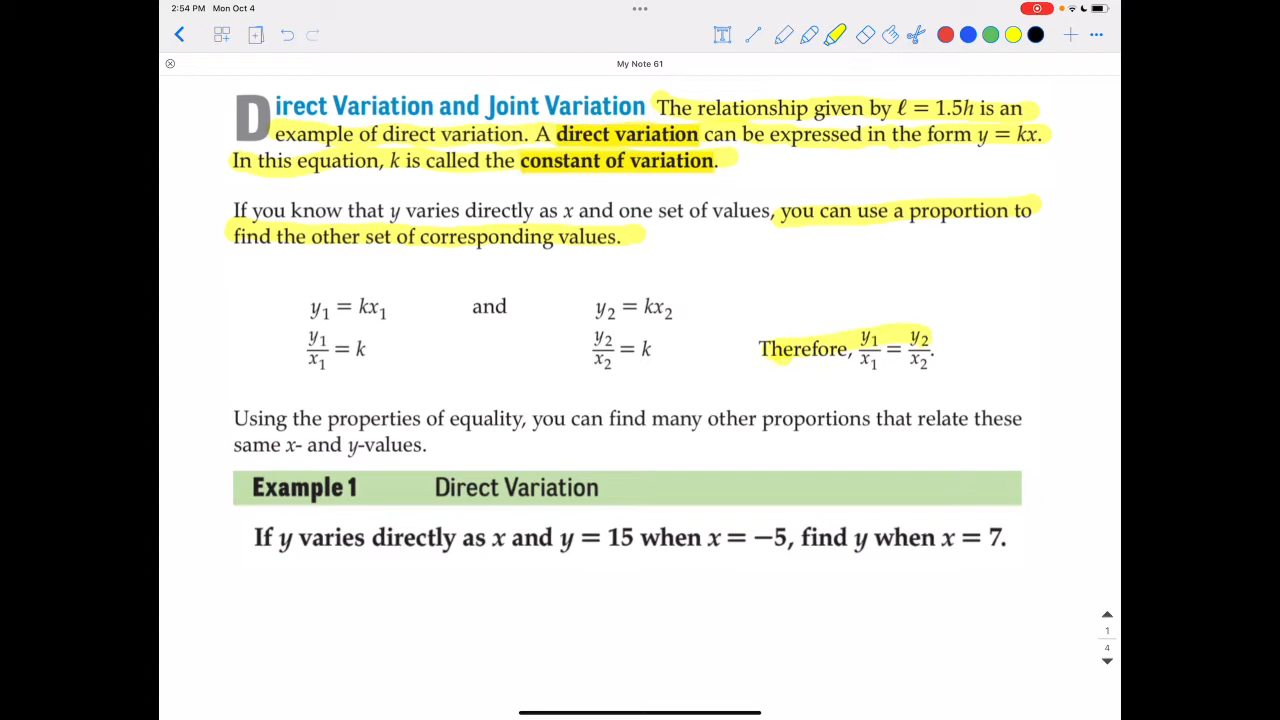 2:54 PM Mon Oct 4
My Note 61
Direct Variation and Joint Variation The relationship given by ℓ = 1.5h is an
example of direct variation. A direct variation can be expressed in the form y = kx.
In this equation, k is called the constant of variation.
If you know that y varies directly as x and one set of values, you can use a proportion to
find the other set of corresponding values.
y₁ = kx₁ and y₂ = kx₂
y₁/x₁ = k y₂/x₂ = k Therefore, y₁/x₁ = y₂/x₂.
Using the properties of equality, you can find many other proportions that relate these
same x- and y-values.
Example 1 Direct Variation
If y varies directly as x and y = 15 when x = −5, find y when x = 7.
1
4